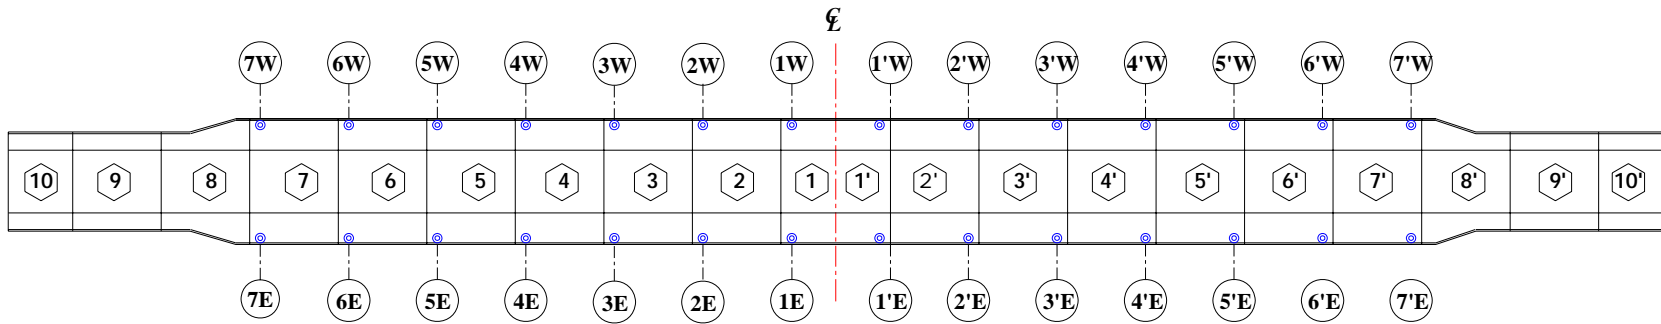 ℄
7W 6W 5W 4W 3W 2W 1W 1'W 2'W 3'W 4'W 5'W 6'W 7'W
10 9 8 7 6 5 4 3 2 1 1' 2' 3' 4' 5' 6' 7' 8' 9' 10'
7E 6E 5E 4E 3E 2E 1E 1'E 2'E 3'E 4'E 5'E 6'E 7'E